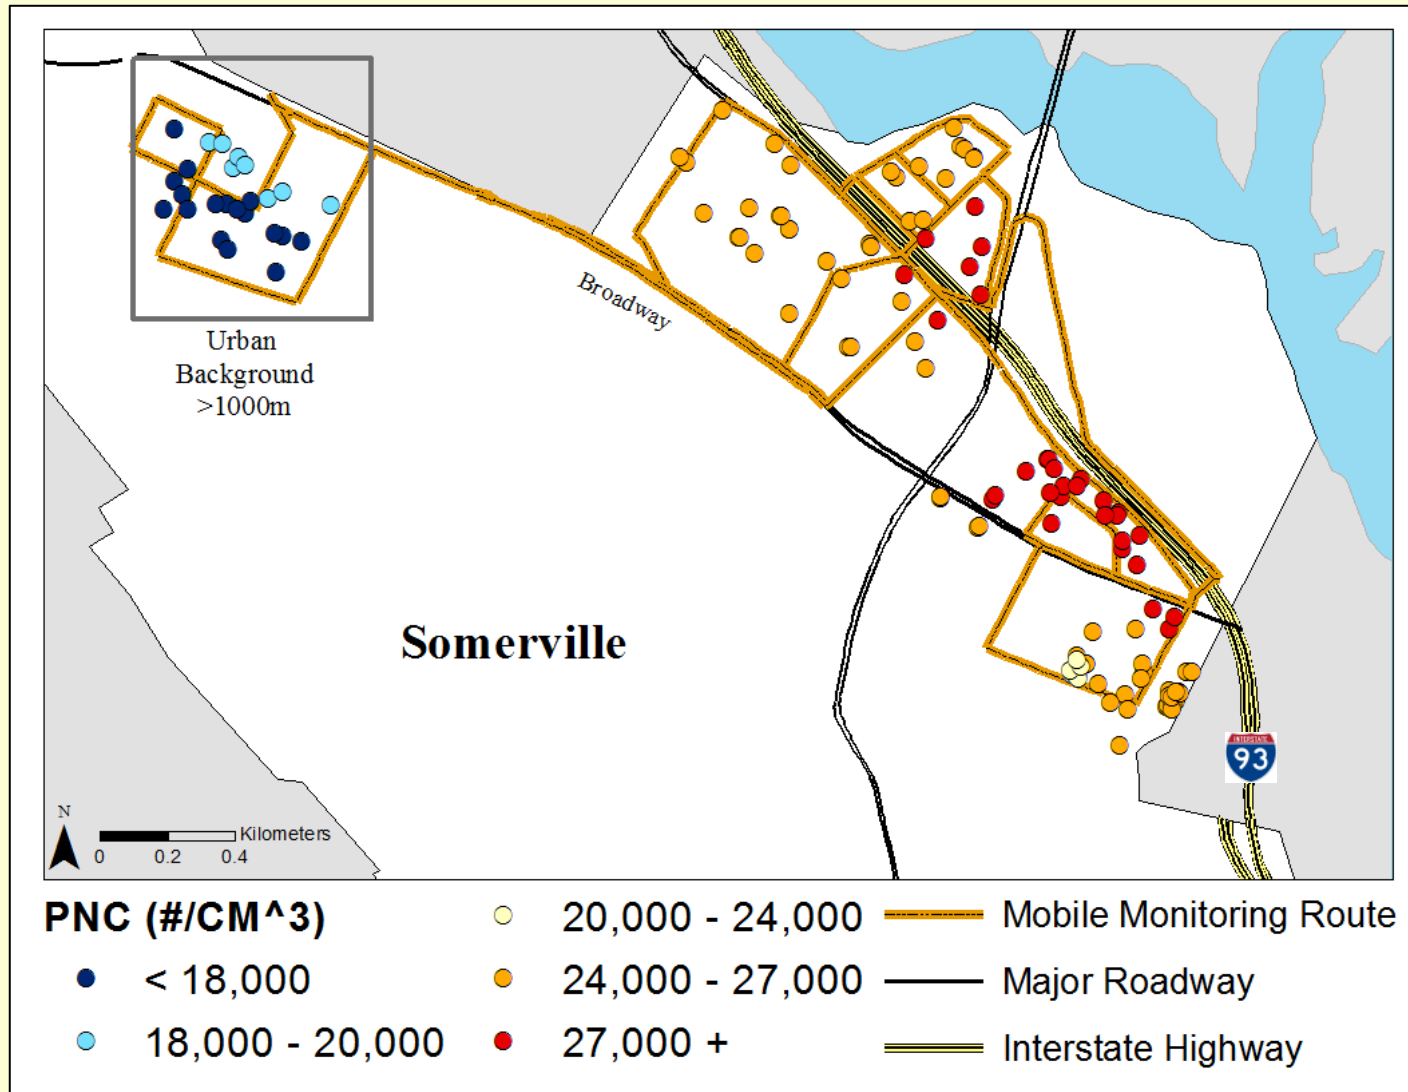 Broadway
Urban
Background
>1000m
Somerville
INTERSTATE
93
N
Kilometers
0 0.2 0.4
PNC (#/CM^3)
< 18,000
18,000 - 20,000
20,000 - 24,000
24,000 - 27,000
27,000 +
Mobile Monitoring Route
Major Roadway
Interstate Highway